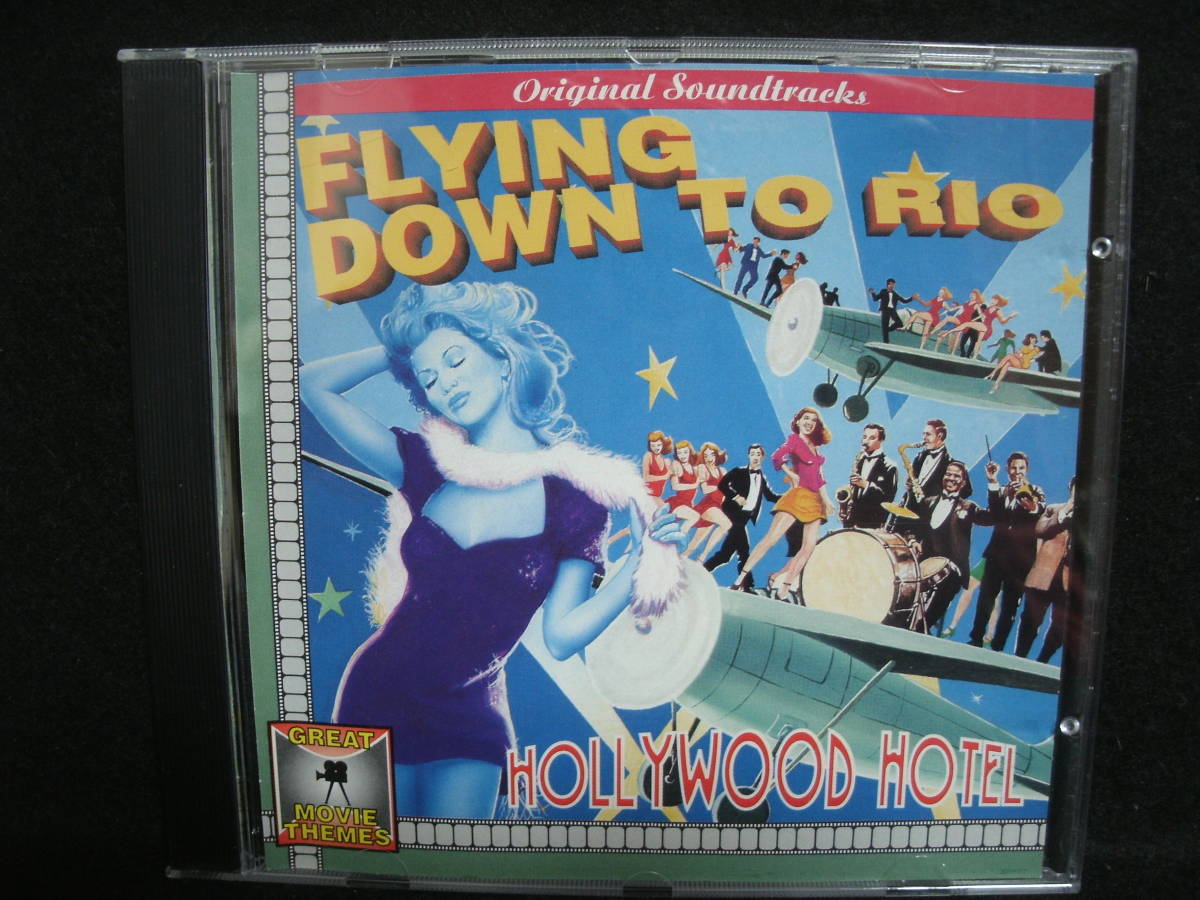 Original Soundtracks
FLYING
DOWN TO RIO
HOLLYWOOD HOTEL
GREAT
MOVIE
THEMES